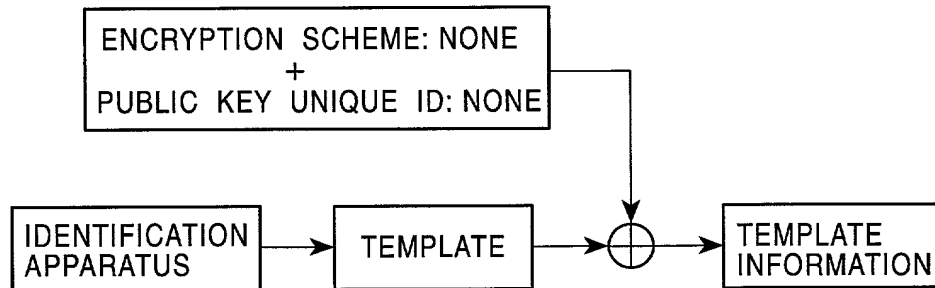 ENCRYPTION SCHEME: NONE
+
PUBLIC KEY UNIQUE ID: NONE
IDENTIFICATION
APPARATUS
TEMPLATE
TEMPLATE
INFORMATION